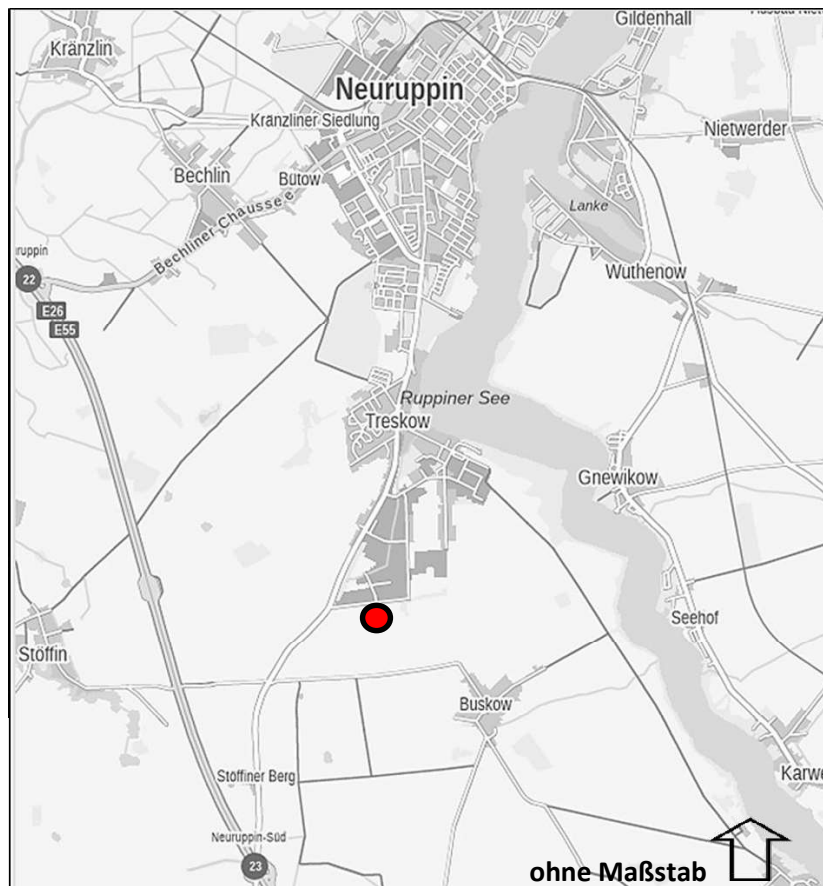 Gildenhall
Kränzlin
Neuruppin
Kränzliner Siedlung
Nietwerder
Bechlin
Bütow
Lanke
Bechliner Chaussee
Wuthenow
22
E26
E55
Ruppiner See
Treskow
Gnewikow
Seehof
Stöffin
Buskow
Karwe
Stöffiner Berg
Neuruppin-Süd
23
ohne Maßstab